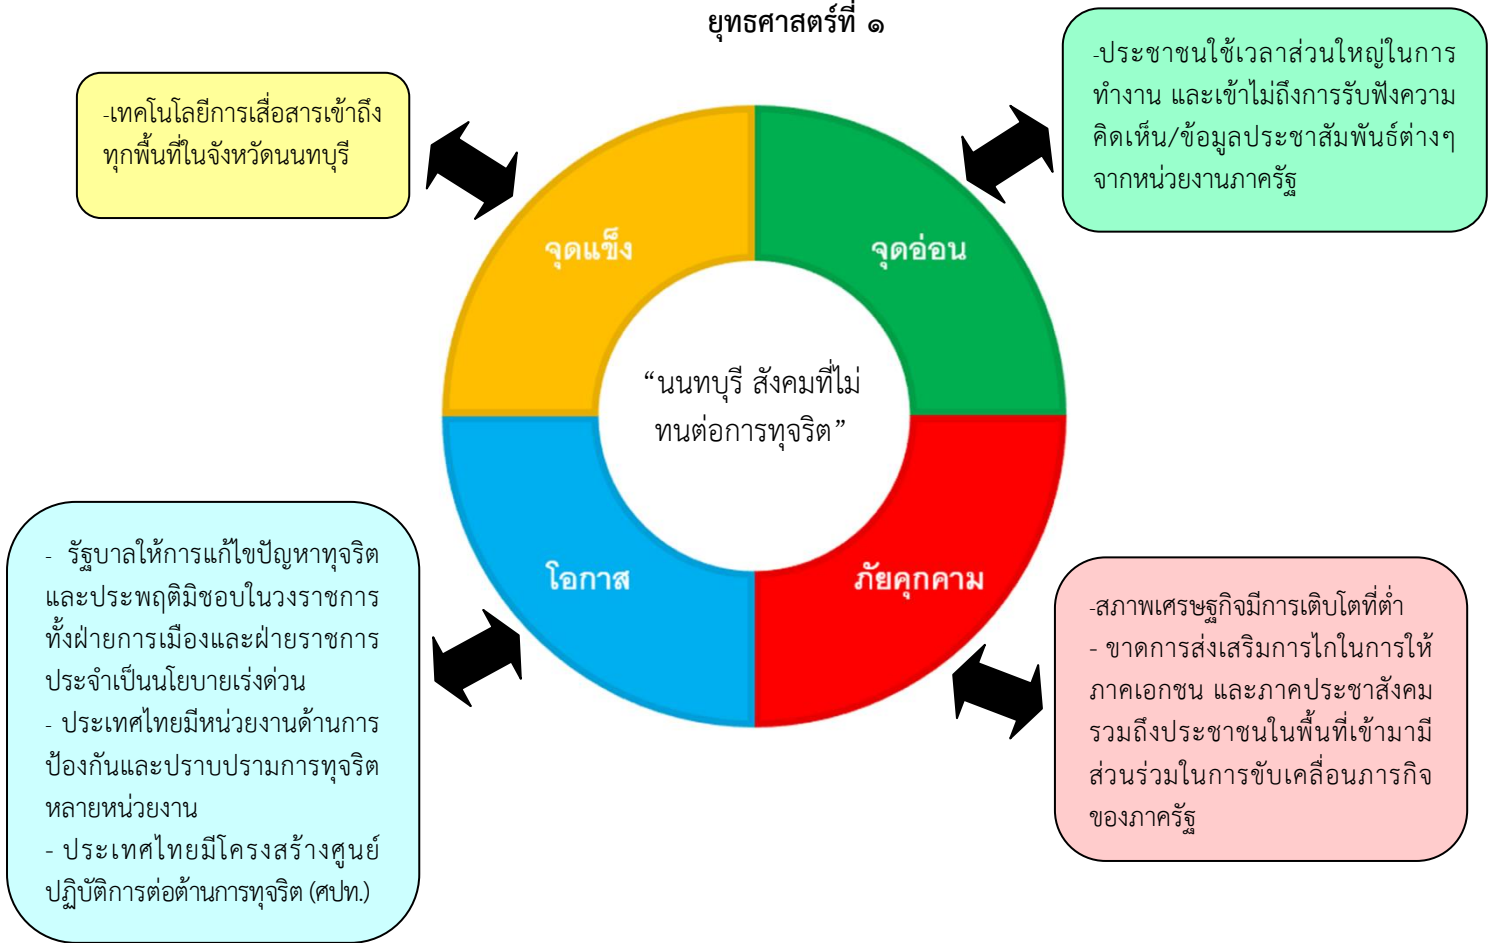 ยุทธศาสตร์ที่ ๑
-เทคโนโลยีการเสื่อสารเข้าถึง
ทุกพื้นที่ในจังหวัดนนทบุรี
-ประชาชนใช้เวลาส่วนใหญ่ในการ
ทำงาน และเข้าไม่ถึงการรับฟังความ
คิดเห็น/ข้อมูลประชาสัมพันธ์ต่างๆ
จากหน่วยงานภาครัฐ
จุดแข็ง
จุดอ่อน
“นนทบุรี สังคมที่ไม่
ทนต่อการทุจริต”
โอกาส
ภัยคุกคาม
- รัฐบาลให้การแก้ไขปัญหาทุจริต
และประพฤติมิชอบในวงราชการ
ทั้งฝ่ายการเมืองและฝ่ายราชการ
ประจำเป็นนโยบายเร่งด่วน
- ประเทศไทยมีหน่วยงานด้านการ
ป้องกันและปราบปรามการทุจริต
หลายหน่วยงาน
- ประเทศไทยมีโครงสร้างศูนย์
ปฏิบัติการต่อต้านการทุจริต (ศปท.)
-สภาพเศรษฐกิจมีการเติบโตที่ต่ำ
- ขาดการส่งเสริมการไกในการให้
ภาคเอกชน และภาคประชาสังคม
รวมถึงประชาชนในพื้นที่เข้ามามี
ส่วนร่วมในการขับเคลื่อนภารกิจ
ของภาครัฐ